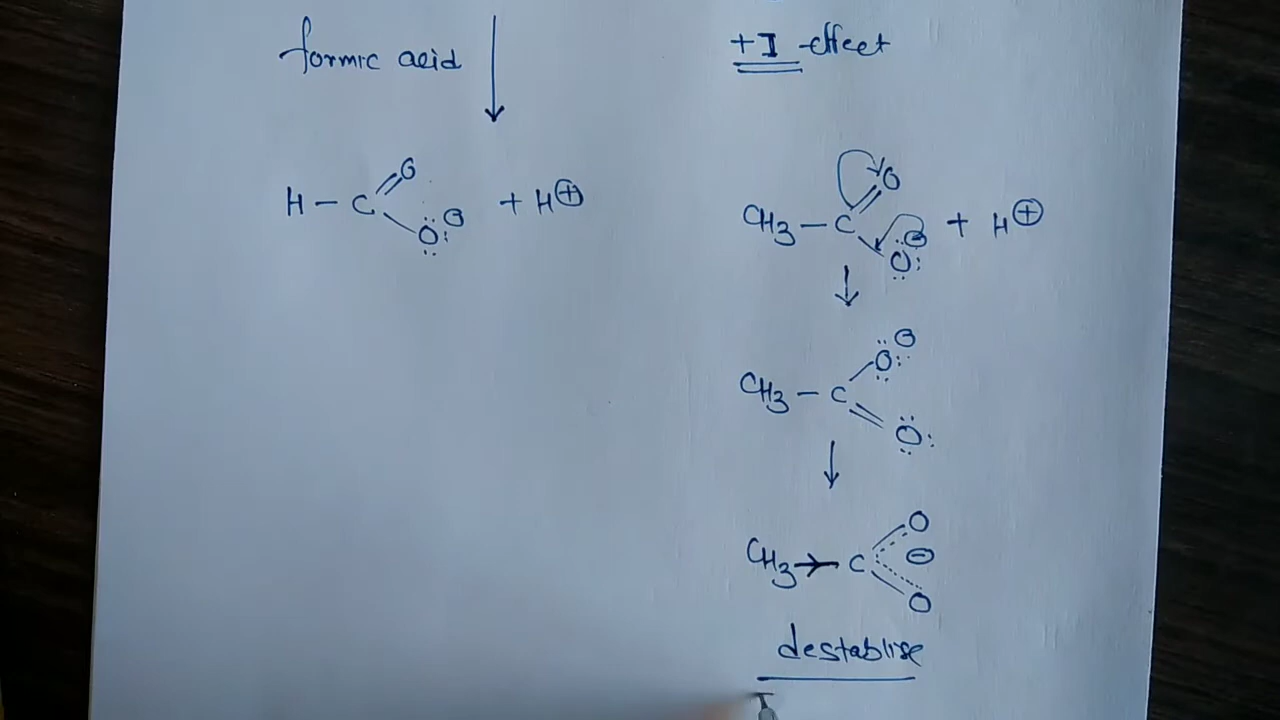 formic acid
+I -effect
H - C O O ⊖ + H⊕
CH3 - C O O ⊖ + H⊕
CH3 - C O ⊖ O
CH3 → C O ⊖ O
destablise